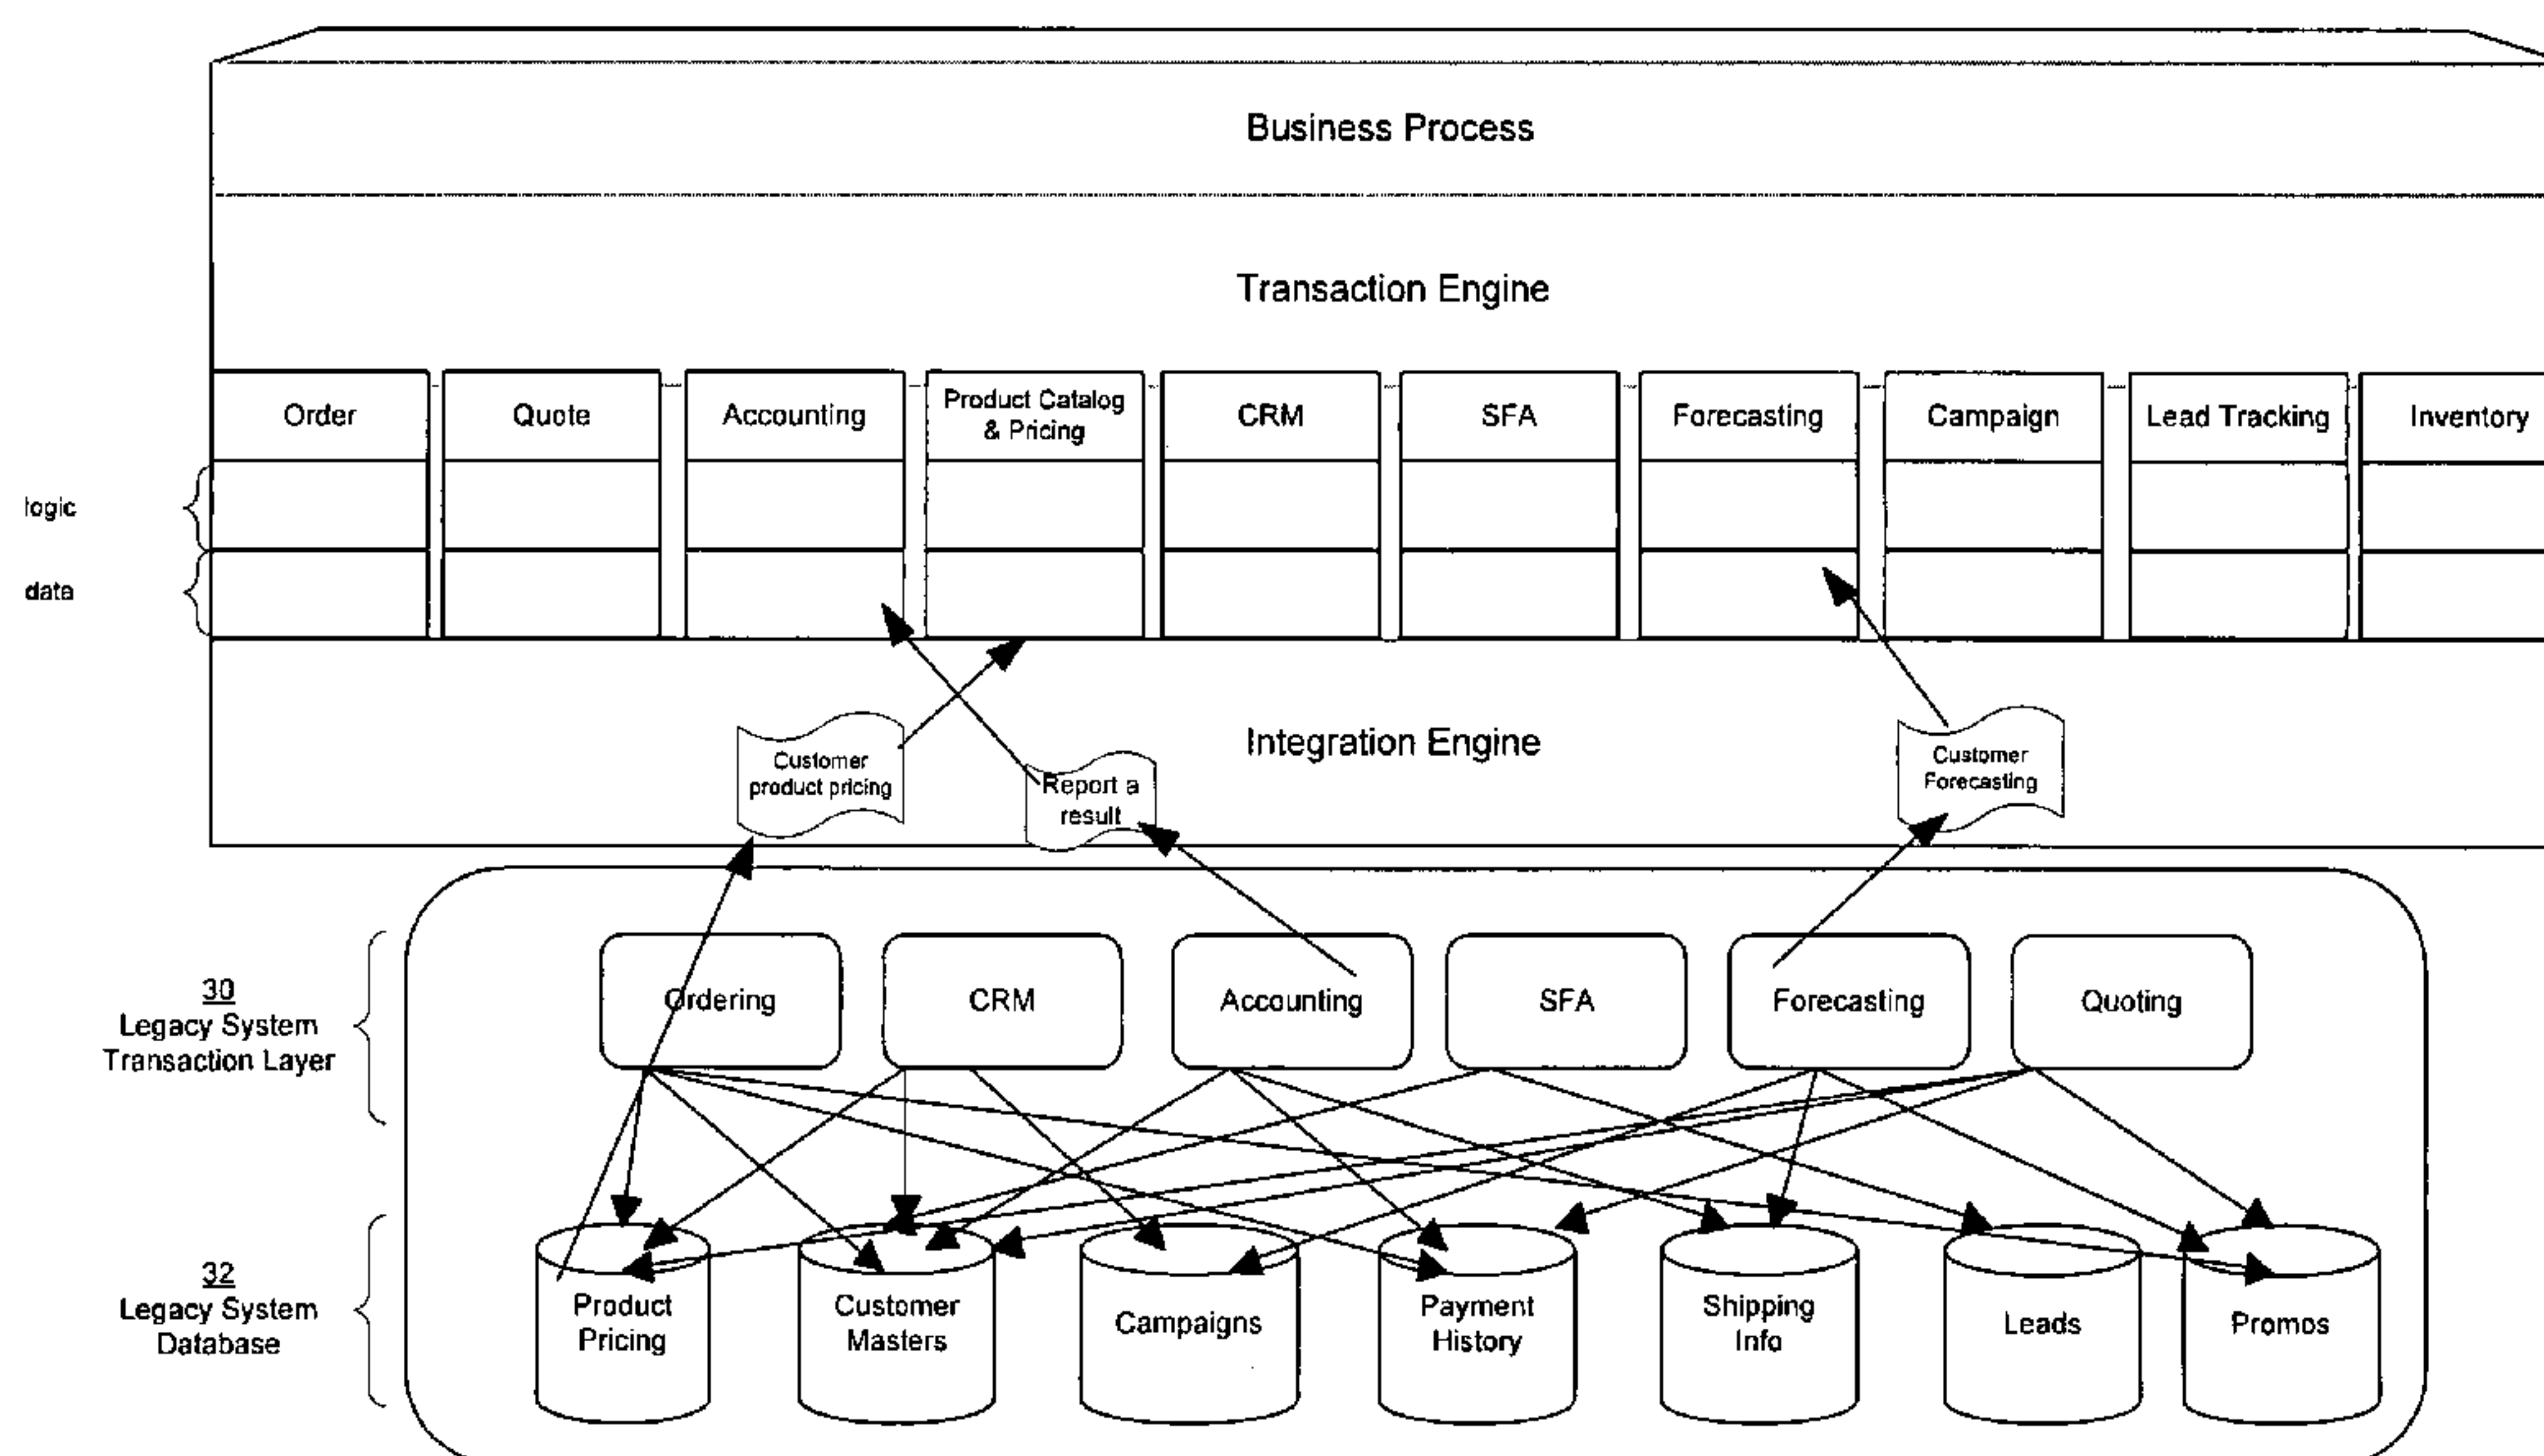 Business Process
Transaction Engine
Order
Quote
Accounting
Product Catalog
& Pricing
CRM
SFA
Forecasting
Campaign
Lead Tracking
Inventory
logic
data
Integration Engine
Customer
product pricing
Report a
result
Customer
Forecasting
30
Legacy System
Transaction Layer
Ordering
CRM
Accounting
SFA
Forecasting
Quoting
32
Legacy System
Database
Product
Pricing
Customer
Masters
Campaigns
Payment
History
Shipping
Info
Leads
Promos